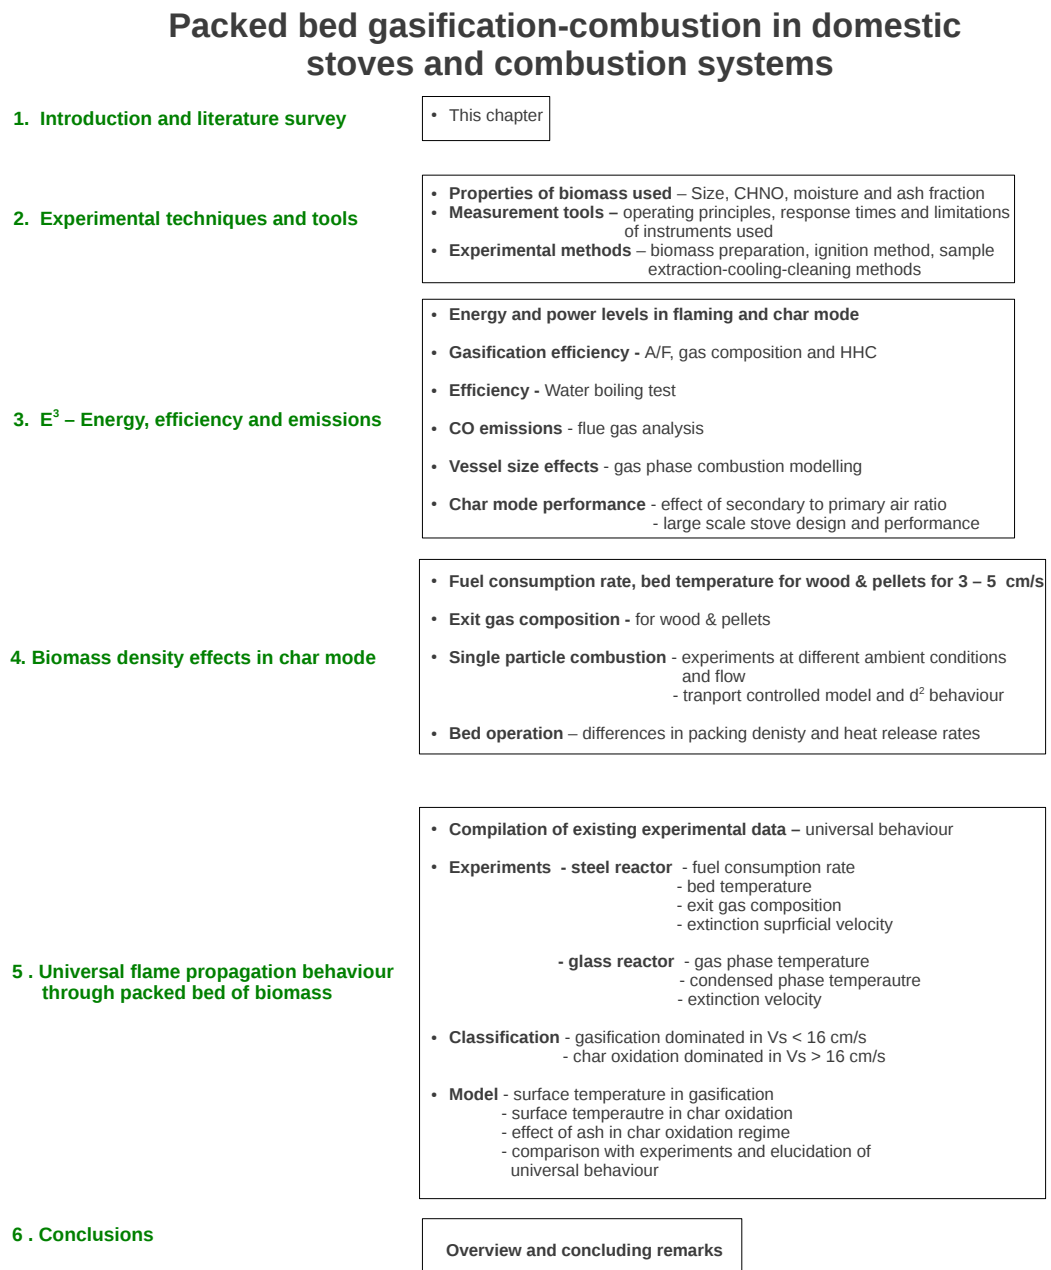 Packed bed gasification-combustion in domestic
stoves and combustion systems
1. Introduction and literature survey
• This chapter
2. Experimental techniques and tools
• Properties of biomass used – Size, CHNO, moisture and ash fraction
• Measurement tools – operating principles, response times and limitations
of instruments used
• Experimental methods – biomass preparation, ignition method, sample
extraction-cooling-cleaning methods
3. E³ – Energy, efficiency and emissions
• Energy and power levels in flaming and char mode
• Gasification efficiency - A/F, gas composition and HHC
• Efficiency - Water boiling test
• CO emissions - flue gas analysis
• Vessel size effects - gas phase combustion modelling
• Char mode performance - effect of secondary to primary air ratio
- large scale stove design and performance
4. Biomass density effects in char mode
• Fuel consumption rate, bed temperature for wood & pellets for 3 – 5 cm/s
• Exit gas composition - for wood & pellets
• Single particle combustion - experiments at different ambient conditions
and flow
- tranport controlled model and d² behaviour
• Bed operation – differences in packing denisty and heat release rates
5 . Universal flame propagation behaviour
through packed bed of biomass
• Compilation of existing experimental data – universal behaviour
• Experiments - steel reactor - fuel consumption rate
- bed temperature
- exit gas composition
- extinction suprficial velocity
- glass reactor - gas phase temperature
- condensed phase temperautre
- extinction velocity
• Classification - gasification dominated in Vs < 16 cm/s
- char oxidation dominated in Vs > 16 cm/s
• Model - surface temperature in gasification
- surface temperautre in char oxidation
- effect of ash in char oxidation regime
- comparison with experiments and elucidation of
universal behaviour
6 . Conclusions
Overview and concluding remarks